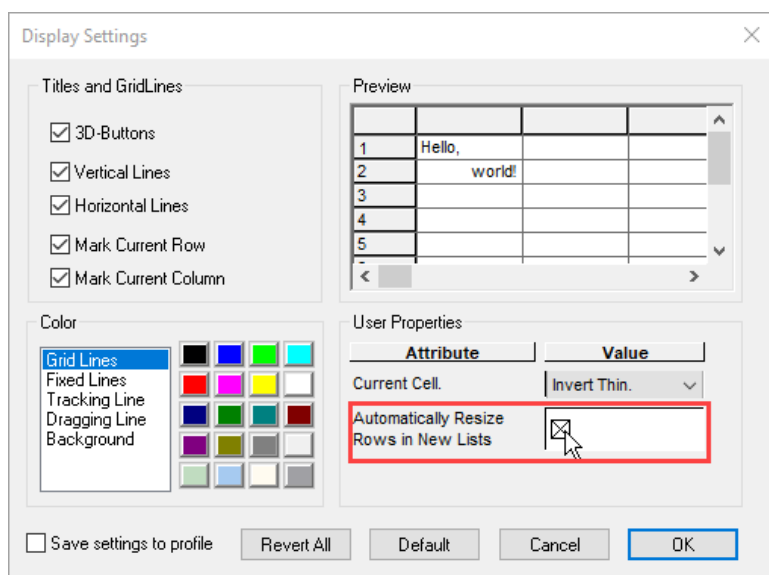 Display Settings
Titles and GridLines
3D-Buttons
Vertical Lines
Horizontal Lines
Mark Current Row
Mark Current Column
Preview
1 Hello,
2 world!
3
4
5
Color
Grid Lines
Fixed Lines
Tracking Line
Dragging Line
Background
User Properties
Attribute Value
Current Cell. Invert Thin.
Automatically Resize
Rows in New Lists
Save settings to profile Revert All Default Cancel OK